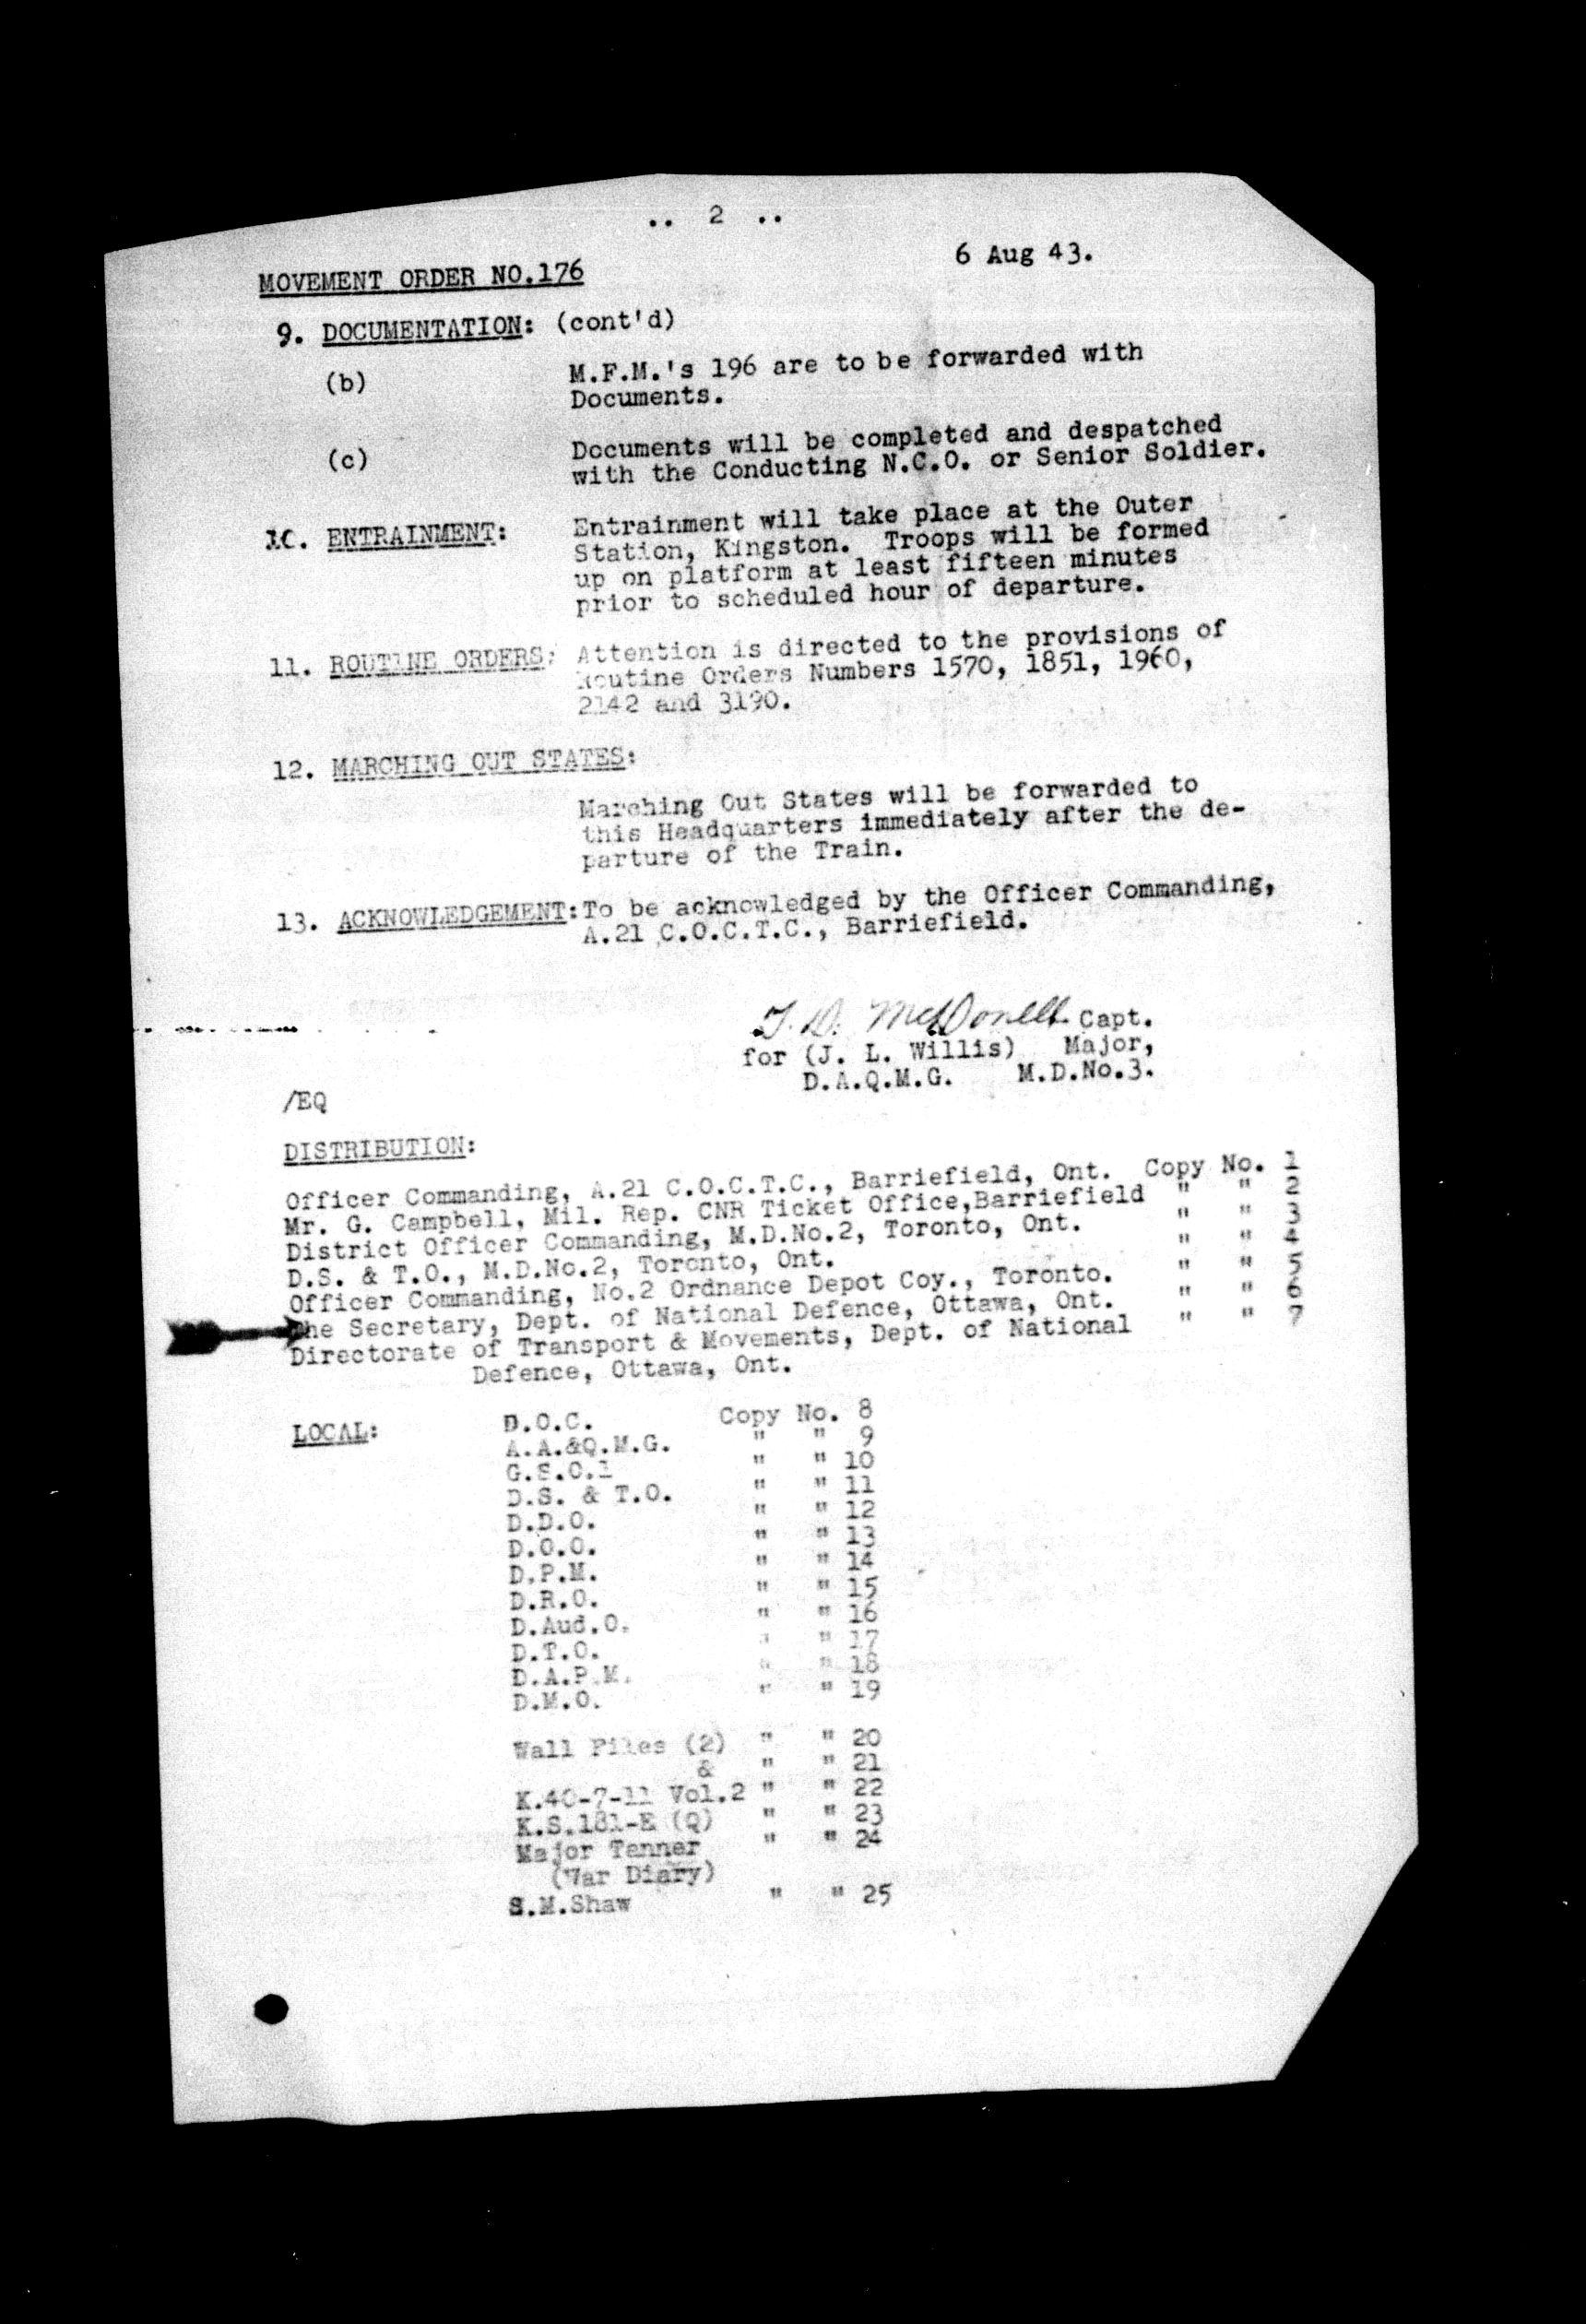 .. 2 ..
6 Aug 43.
MOVEMENT ORDER NO.176
9. DOCUMENTATION: (cont'd)
(b) M.F.M.'s 196 are to be forwarded with
Documents.
(c) Documents will be completed and despatched
with the Conducting N.C.O. or Senior Soldier.
10. ENTRAINMENT: Entrainment will take place at the Outer
Station, Kingston. Troops will be formed
up on platform at least fifteen minutes
prior to scheduled hour of departure.
11. ROUTINE ORDERS: Attention is directed to the provisions of
Routine Orders Numbers 1570, 1851, 1960,
2142 and 3190.
12. MARCHING OUT STATES:
Marching Out States will be forwarded to
this Headquarters immediately after the de-
parture of the Train.
13. ACKNOWLEDGEMENT: To be acknowledged by the Officer Commanding,
A.21 C.O.C.T.C., Barriefield.
McDonell Capt.
for (J. L. Willis) Major,
D.A.Q.M.G. M.D.No.3.
/EQ
DISTRIBUTION:
Officer Commanding, A.21 C.O.C.T.C., Barriefield, Ont. Copy No. 1
Mr. G. Campbell, Mil. Rep. CNR Ticket Office,Barriefield " " 2
District Officer Commanding, M.D.No.2, Toronto, Ont. " " 3
D.S. & T.O., M.D.No.2, Toronto, Ont. " " 4
Officer Commanding, No.2 Ordnance Depot Coy., Toronto. " " 5
The Secretary, Dept. of National Defence, Ottawa, Ont. " " 6
Directorate of Transport & Movements, Dept. of National " " 7
Defence, Ottawa, Ont.
LOCAL: D.O.C. Copy No. 8
A.A.&Q.M.G. " " 9
G.S.O.1 " " 10
D.S. & T.O. " " 11
D.D.O. " " 12
D.O.O. " " 13
D.P.M. " " 14
D.R.O. " " 15
D.Aud.O. " " 16
D.T.O. " " 17
D.A.P.M. " " 18
D.M.O. " " 19
Wall Files (2) " " 20
& " " 21
K.40-7-11 Vol.2 " " 22
K.S.181-E (Q) " " 23
Major Tanner " " 24
(War Diary)
S.M.Shaw " " 25